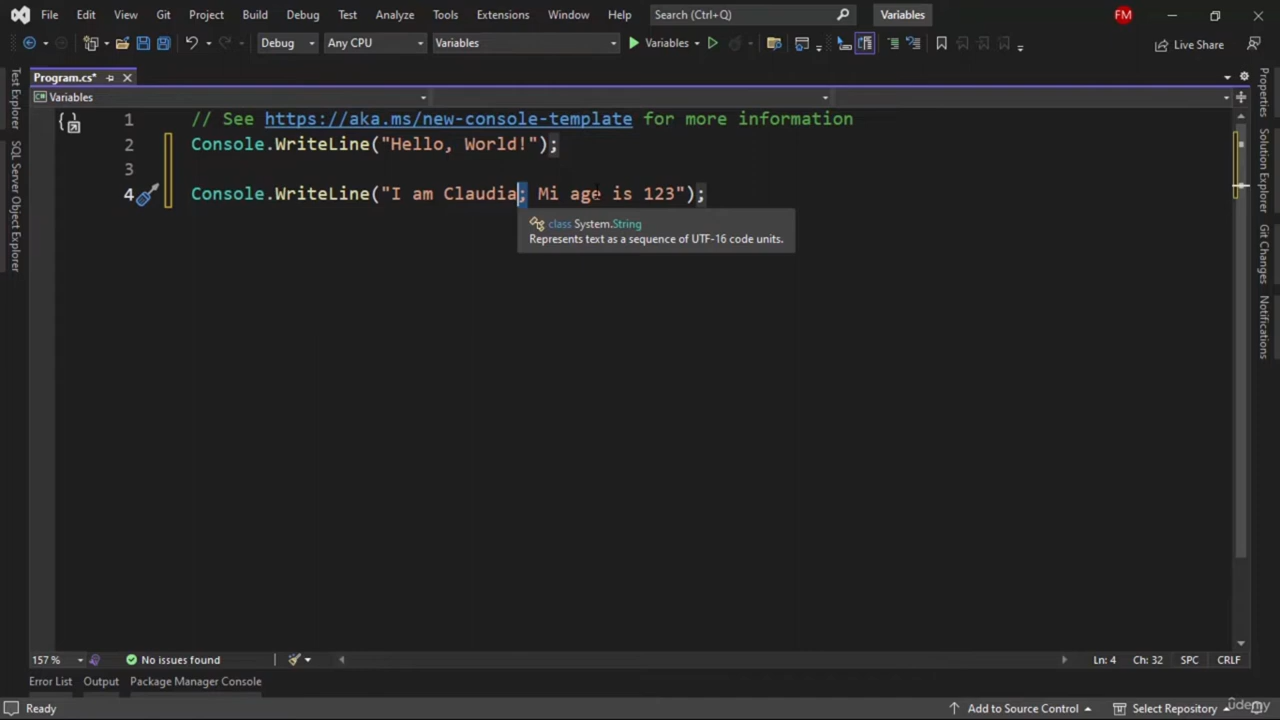 File Edit View Git Project Build Debug Test Analyze Tools Extensions Window Help Search (Ctrl+Q) Variables FM
Debug Any CPU Variables Variables Live Share
Program.cs*
Variables
1 // See https://aka.ms/new-console-template for more information
2 Console.WriteLine("Hello, World!");
3
4 Console.WriteLine("I am Claudia; Mi age is 123");
class System.String
Represents text as a sequence of UTF-16 code units.
Test Explorer
SQL Server Object Explorer
Properties
Solution Explorer
Git Changes
Notifications
157 % No issues found Ln: 4 Ch: 32 SPC CRLF
Error List Output Package Manager Console
Ready Add to Source Control Select Repository
ûdemy